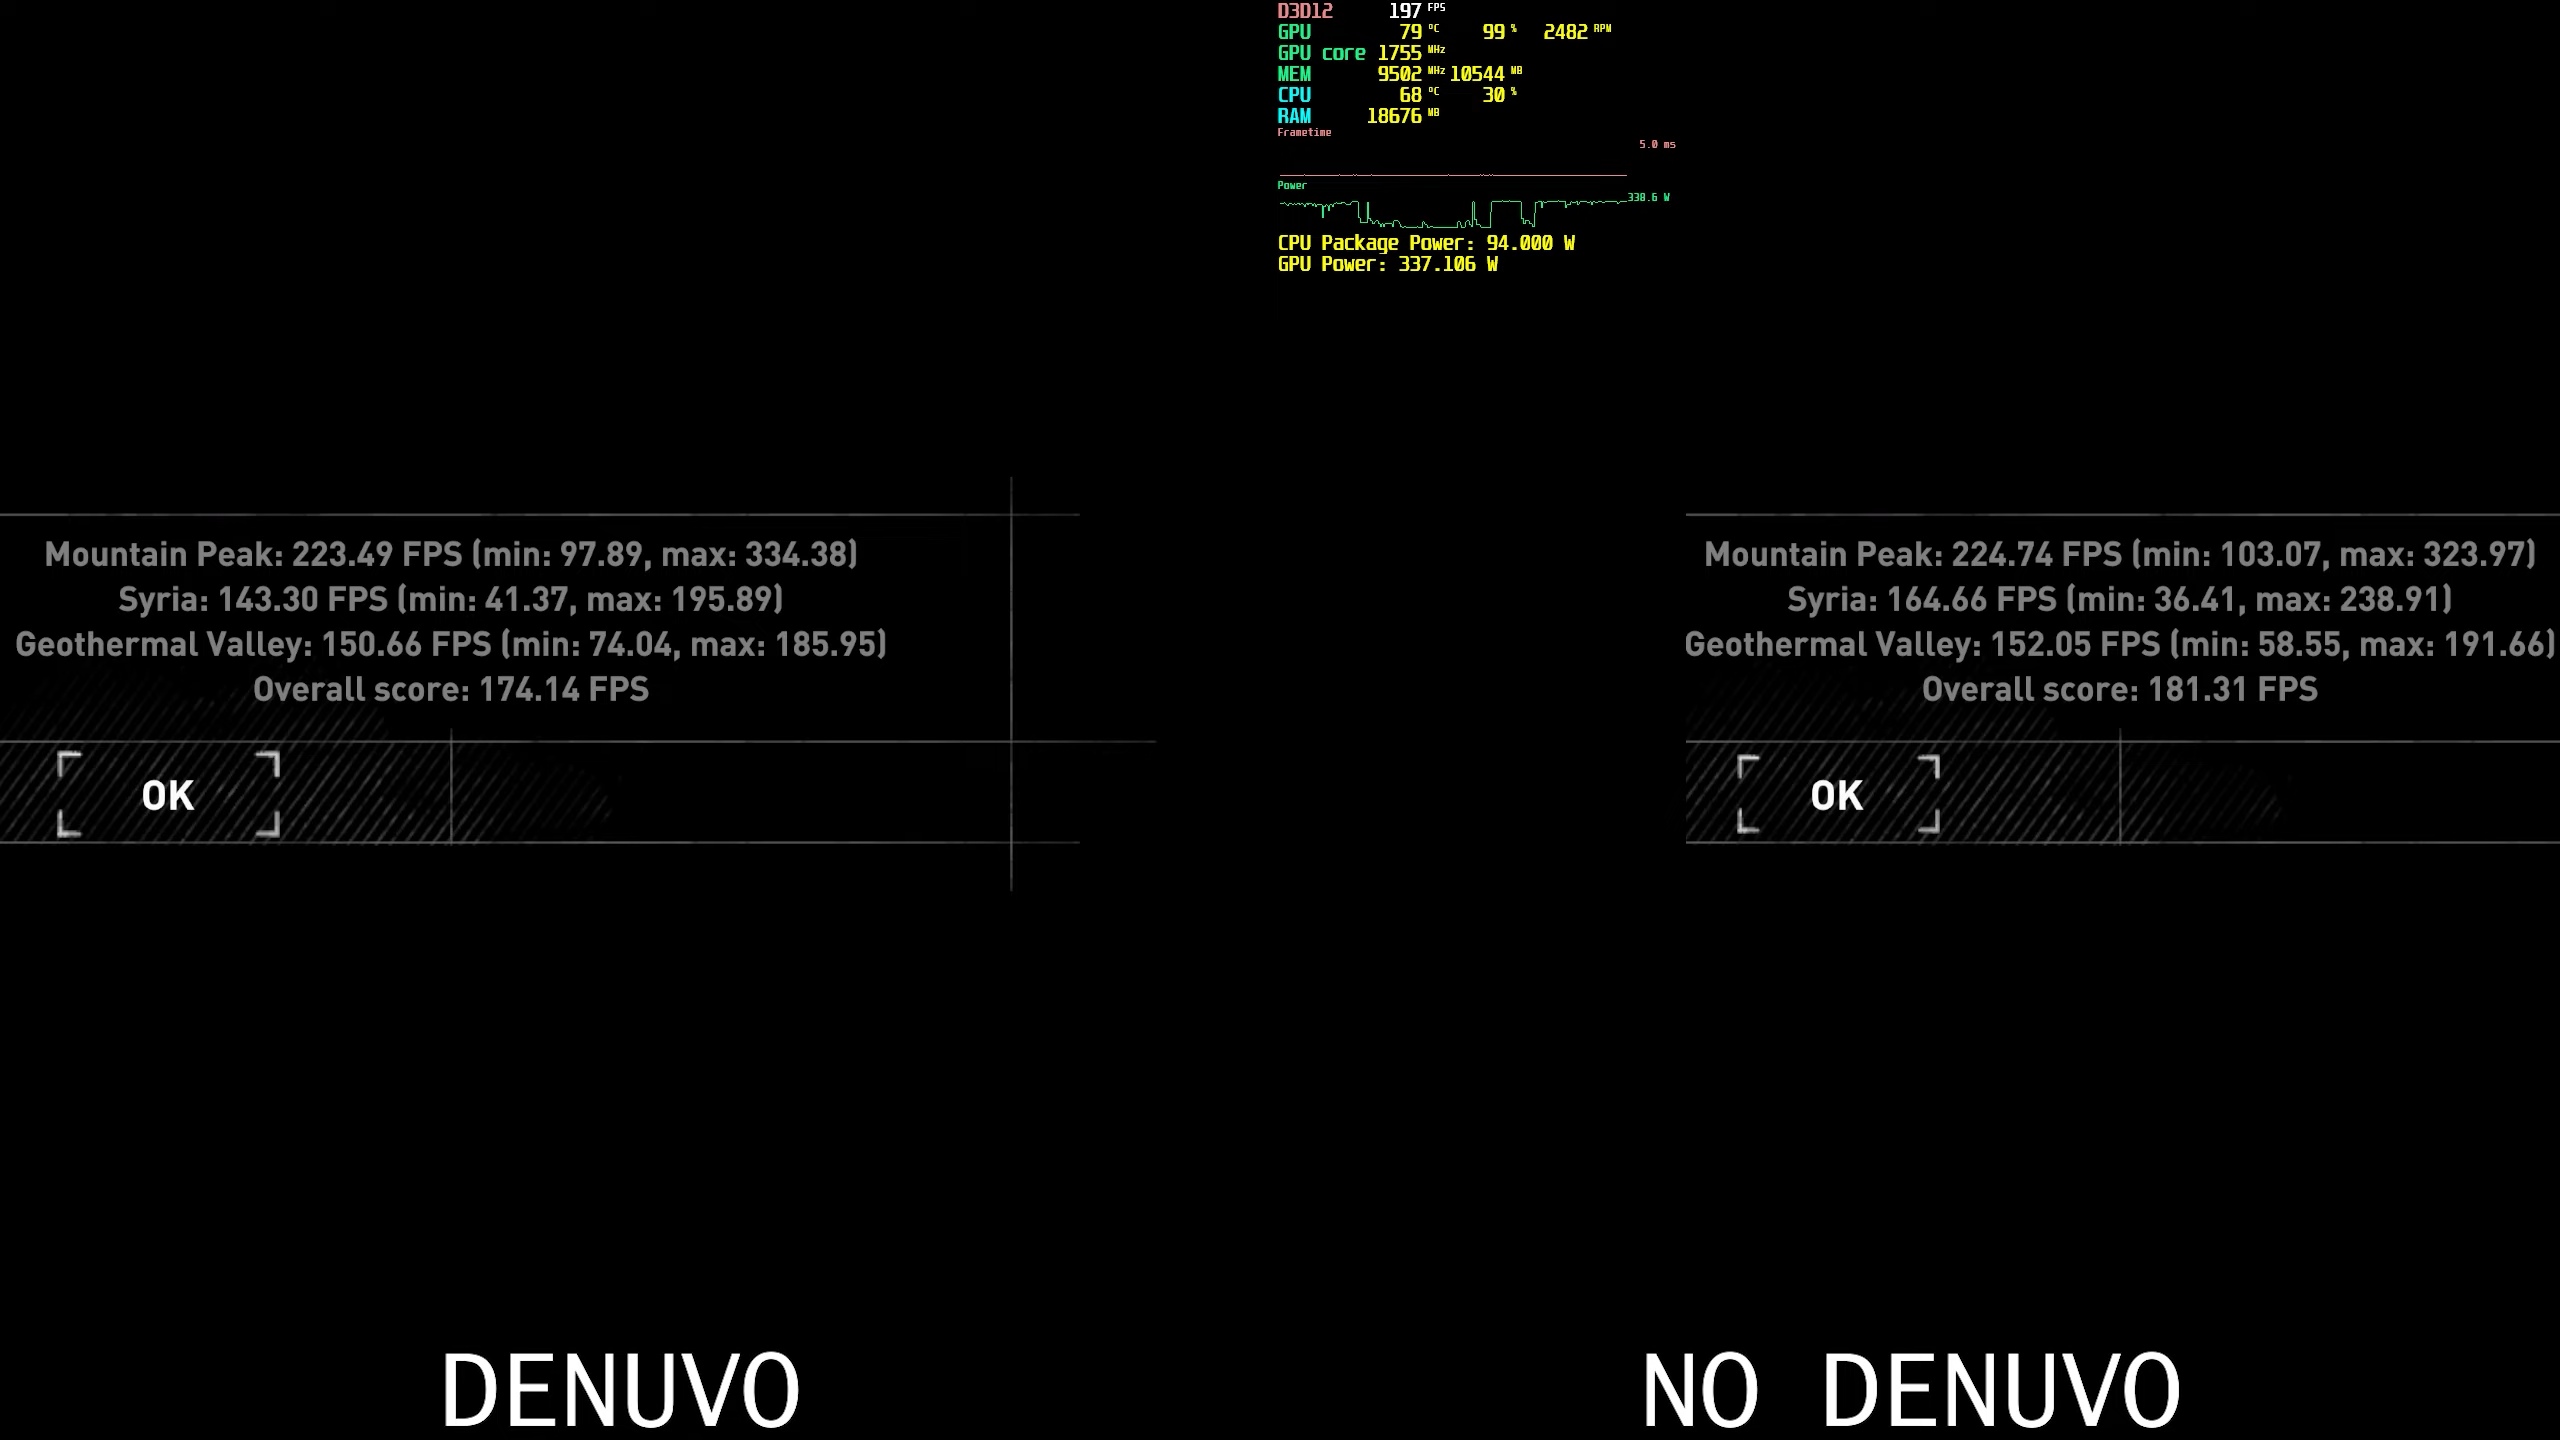 D3D12 197 FPS
GPU 79 °C 99 % 2482 RPM
GPU core 1755 MHz
MEM 9502 MHz 10544 MB
CPU 68 °C 30 %
RAM 18676 MB
Frametime
5.0 ms
Power
338.6 W
CPU Package Power: 94.000 W
GPU Power: 337.106 W
Mountain Peak: 223.49 FPS (min: 97.89, max: 334.38)
Syria: 143.30 FPS (min: 41.37, max: 195.89)
Geothermal Valley: 150.66 FPS (min: 74.04, max: 185.95)
Overall score: 174.14 FPS
OK
Mountain Peak: 224.74 FPS (min: 103.07, max: 323.97)
Syria: 164.66 FPS (min: 36.41, max: 238.91)
Geothermal Valley: 152.05 FPS (min: 58.55, max: 191.66)
Overall score: 181.31 FPS
OK
DENUVO
NO DENUVO